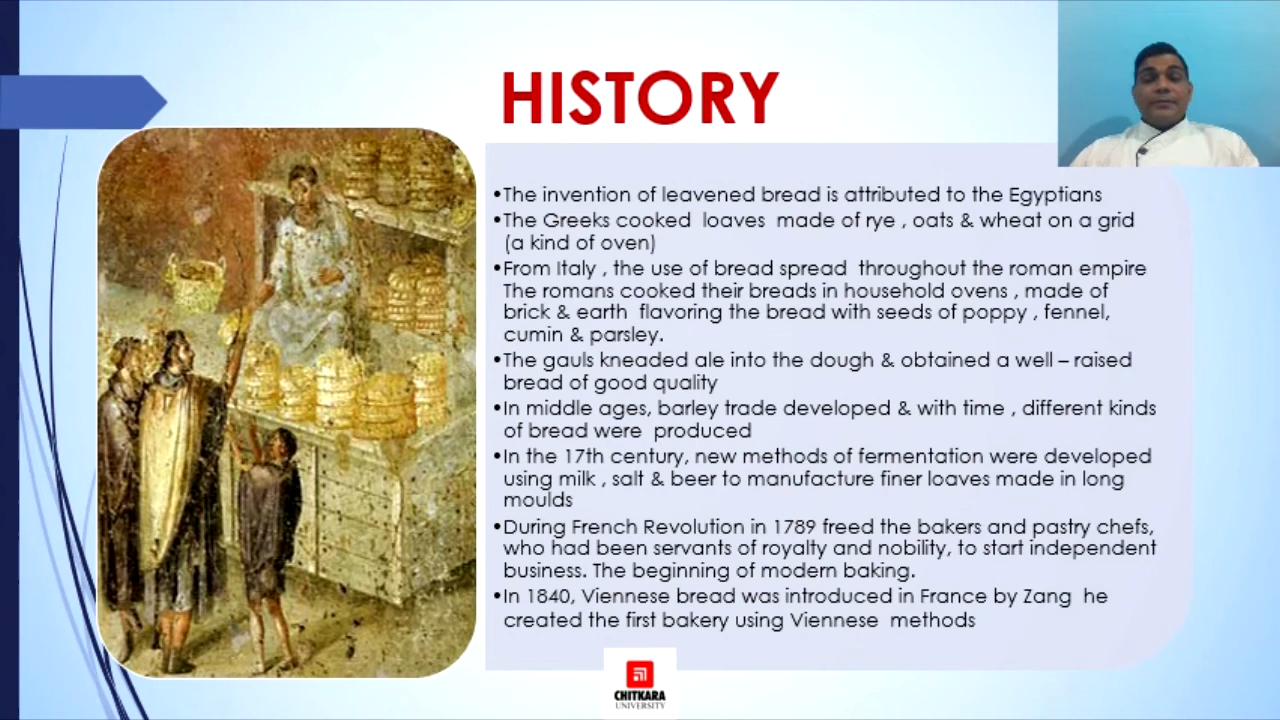 HISTORY
•The invention of leavened bread is attributed to the Egyptians
•The Greeks cooked loaves made of rye , oats & wheat on a grid
(a kind of oven)
•From Italy , the use of bread spread throughout the roman empire
The romans cooked their breads in household ovens , made of
brick & earth flavoring the bread with seeds of poppy , fennel,
cumin & parsley.
•The gauls kneaded ale into the dough & obtained a well – raised
bread of good quality
•In middle ages, barley trade developed & with time , different kinds
of bread were produced
•In the 17th century, new methods of fermentation were developed
using milk , salt & beer to manufacture finer loaves made in long
moulds
•During French Revolution in 1789 freed the bakers and pastry chefs,
who had been servants of royalty and nobility, to start independent
business. The beginning of modern baking.
•In 1840, Viennese bread was introduced in France by Zang he
created the first bakery using Viennese methods
CHITKARA
UNIVERSITY